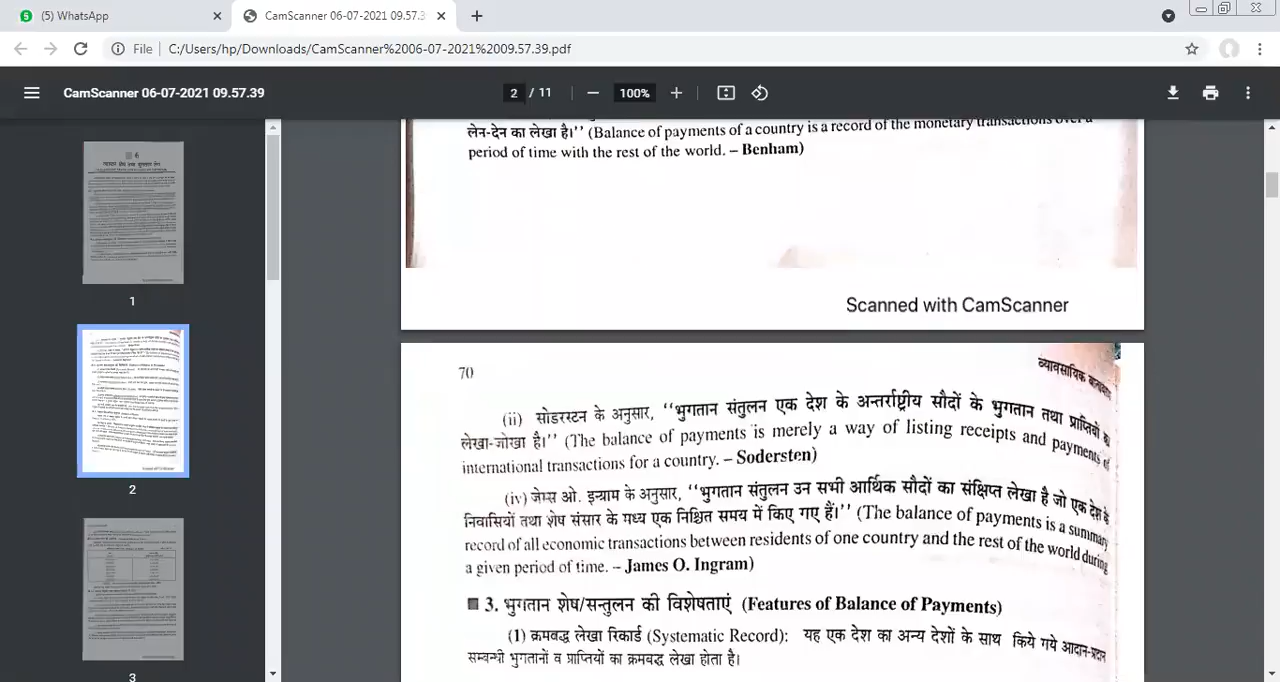 (5) WhatsApp
CamScanner 06-07-2021 09.57.3
File
C:/Users/hp/Downloads/CamScanner%2006-07-2021%2009.57.39.pdf
CamScanner 06-07-2021 09.57.39
2 / 11
100%
1
2
3
लेन-देन का लेखा है।'' (Balance of payments of a country is a record of the monetary transactions over a
period of time with the rest of the world. – Benham)
Scanned with CamScanner
70
व्यावसायिक
के अनुसार, "भुगतान संतुलन एक देश के अन्तर्राष्ट्रीय सौदों के भुगतान तथा प्राप्तियों का
लेखा-जोखा है।'' (The balance of payments is merely a way of listing receipts and payments of
international transactions for a country. – Sodersten)
(iv) जेम्स ओ. इन्ग्राम के अनुसार, "भुगतान संतुलन उन सभी आर्थिक सौदों का संक्षिप्त लेखा है जो एक देश के
निवासियों तथा शेष संसार के मध्य एक निश्चित समय में किए गए हैं।'' (The balance of payments is a summary
record of all economic transactions between residents of one country and the rest of the world during
a given period of time. – James O. Ingram)
3. भुगतान शेष/सन्तुलन की विशेषताएं (Features of Balance of Payments)
(1) क्रमबद्ध लेखा रिकार्ड (Systematic Record): यह एक देश का अन्य देशों के साथ किये गये आदान-प्रदान
सम्बन्धी भुगतानों व प्राप्तियों का क्रमबद्ध लेखा होता है।